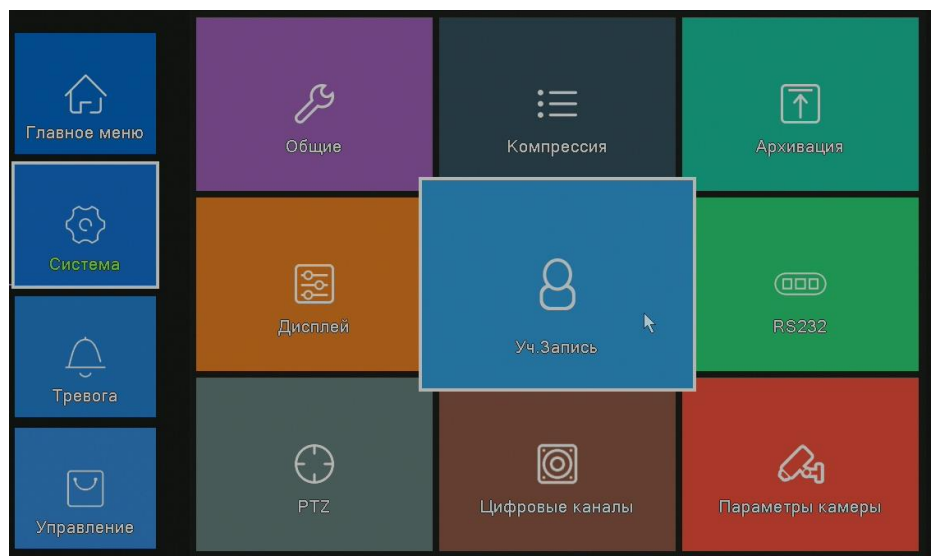 Главное меню
Система
Тревога
Управление
Общие
Компрессия
Архивация
Дисплей
Уч.Запись
RS232
PTZ
Цифровые каналы
Параметры камеры